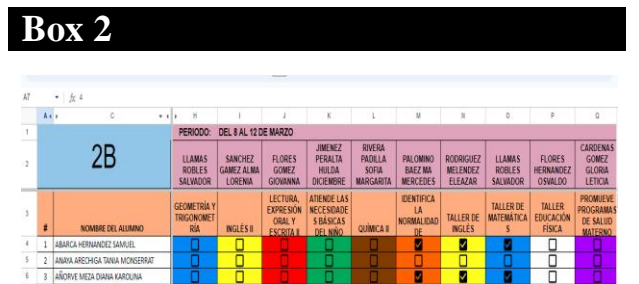 Box 2
A7 fx 4
A C H I J K L M N O P Q
1 PERIODO: DEL 8 AL 12 DE MARZO
2 2B LLAMAS ROBLES SALVADOR SANCHEZ GAMEZ ALMA LORENIA FLORES GOMEZ GIOVANNA JIMENEZ PERALTA HULDA DICIEMBRE RIVERA PADILLA SOFIA MARGARITA PALOMINO BAEZ MA MERCEDES RODRIGUEZ MELENDEZ ELEAZAR LLAMAS ROBLES SALVADOR FLORES HERNANDEZ OSVALDO CARDENAS GOMEZ GLORIA LETICIA
3 # NOMBRE DEL ALUMNO GEOMETRÍA Y TRIGONOMETRÍA INGLÉS II LECTURA, EXPRESIÓN ORAL Y ESCRITA II ATIENDE LAS NECESIDADES BÁSICAS DEL NIÑO QUÍMICA II IDENTIFICA LA NORMALIDAD DE TALLER DE INGLÉS TALLER DE MATEMÁTICAS TALLER EDUCACIÓN FÍSICA PROMUEVE PROGRAMAS DE SALUD MATERNO
4 1 ABARCA HERNANDEZ SAMUEL
5 2 ANAYA ARECHIGA TANIA MONSERRAT
6 3 AÑORVE MEZA DIANA KAROLINA